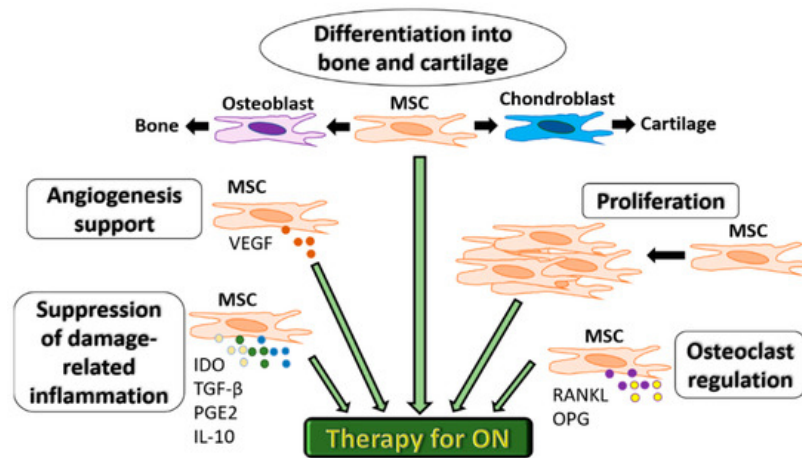 Differentiation into
bone and cartilage
Osteoblast
MSC
Chondroblast
Bone
Cartilage
Angiogenesis
support
MSC
VEGF
Proliferation
MSC
Suppression
of damage-
related
inflammation
MSC
IDO
TGF-β
PGE2
IL-10
MSC
RANKL
OPG
Osteoclast
regulation
Therapy for ON